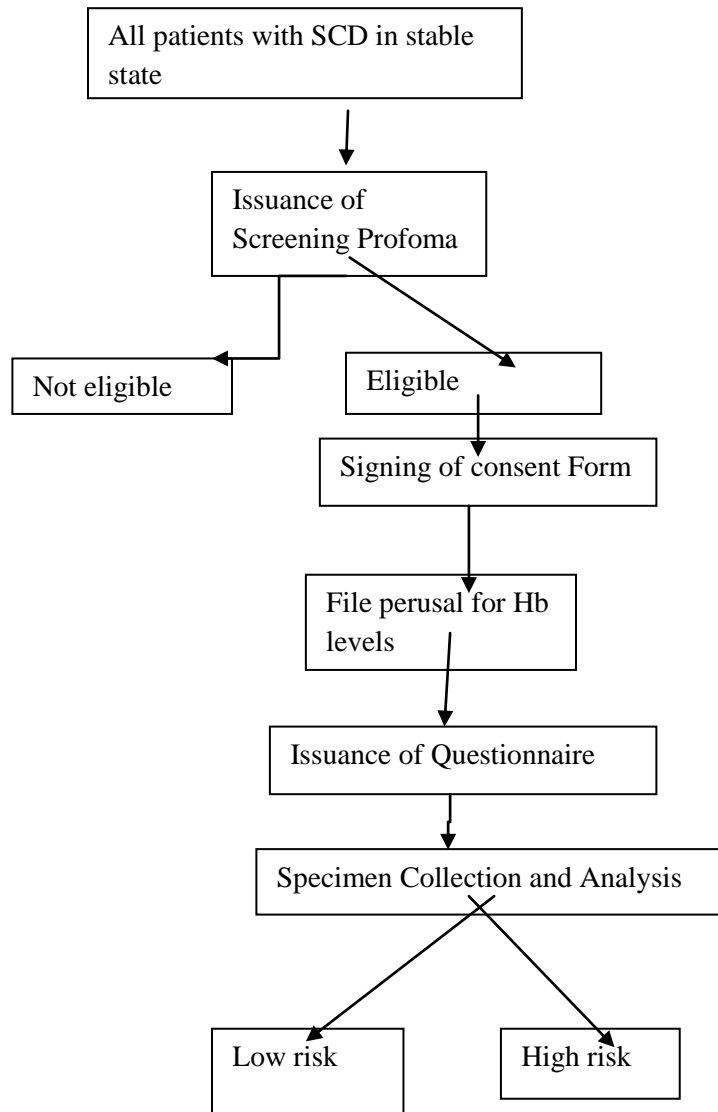 All patients with SCD in stable
state
Issuance of
Screening Profoma
Not eligible
Eligible
Signing of consent Form
File perusal for Hb
levels
Issuance of Questionnaire
Specimen Collection and Analysis
Low risk
High risk